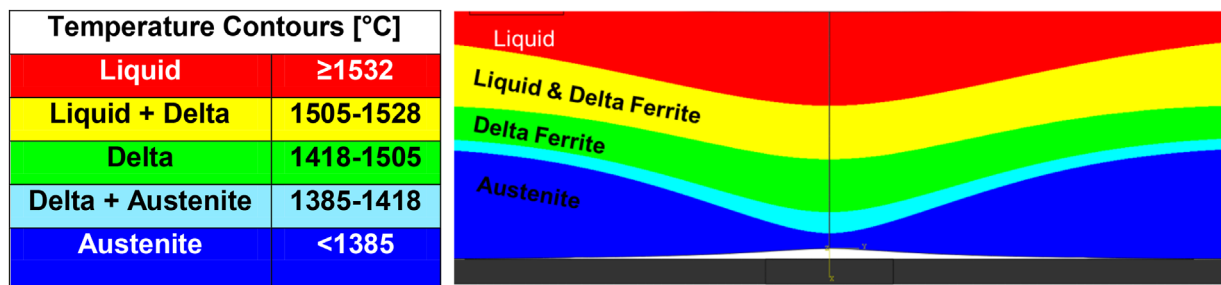 Temperature Contours [°C]
Liquid ≥1532
Liquid + Delta 1505-1528
Delta 1418-1505
Delta + Austenite 1385-1418
Austenite <1385
Liquid
Liquid & Delta Ferrite
Delta Ferrite
Austenite
Y